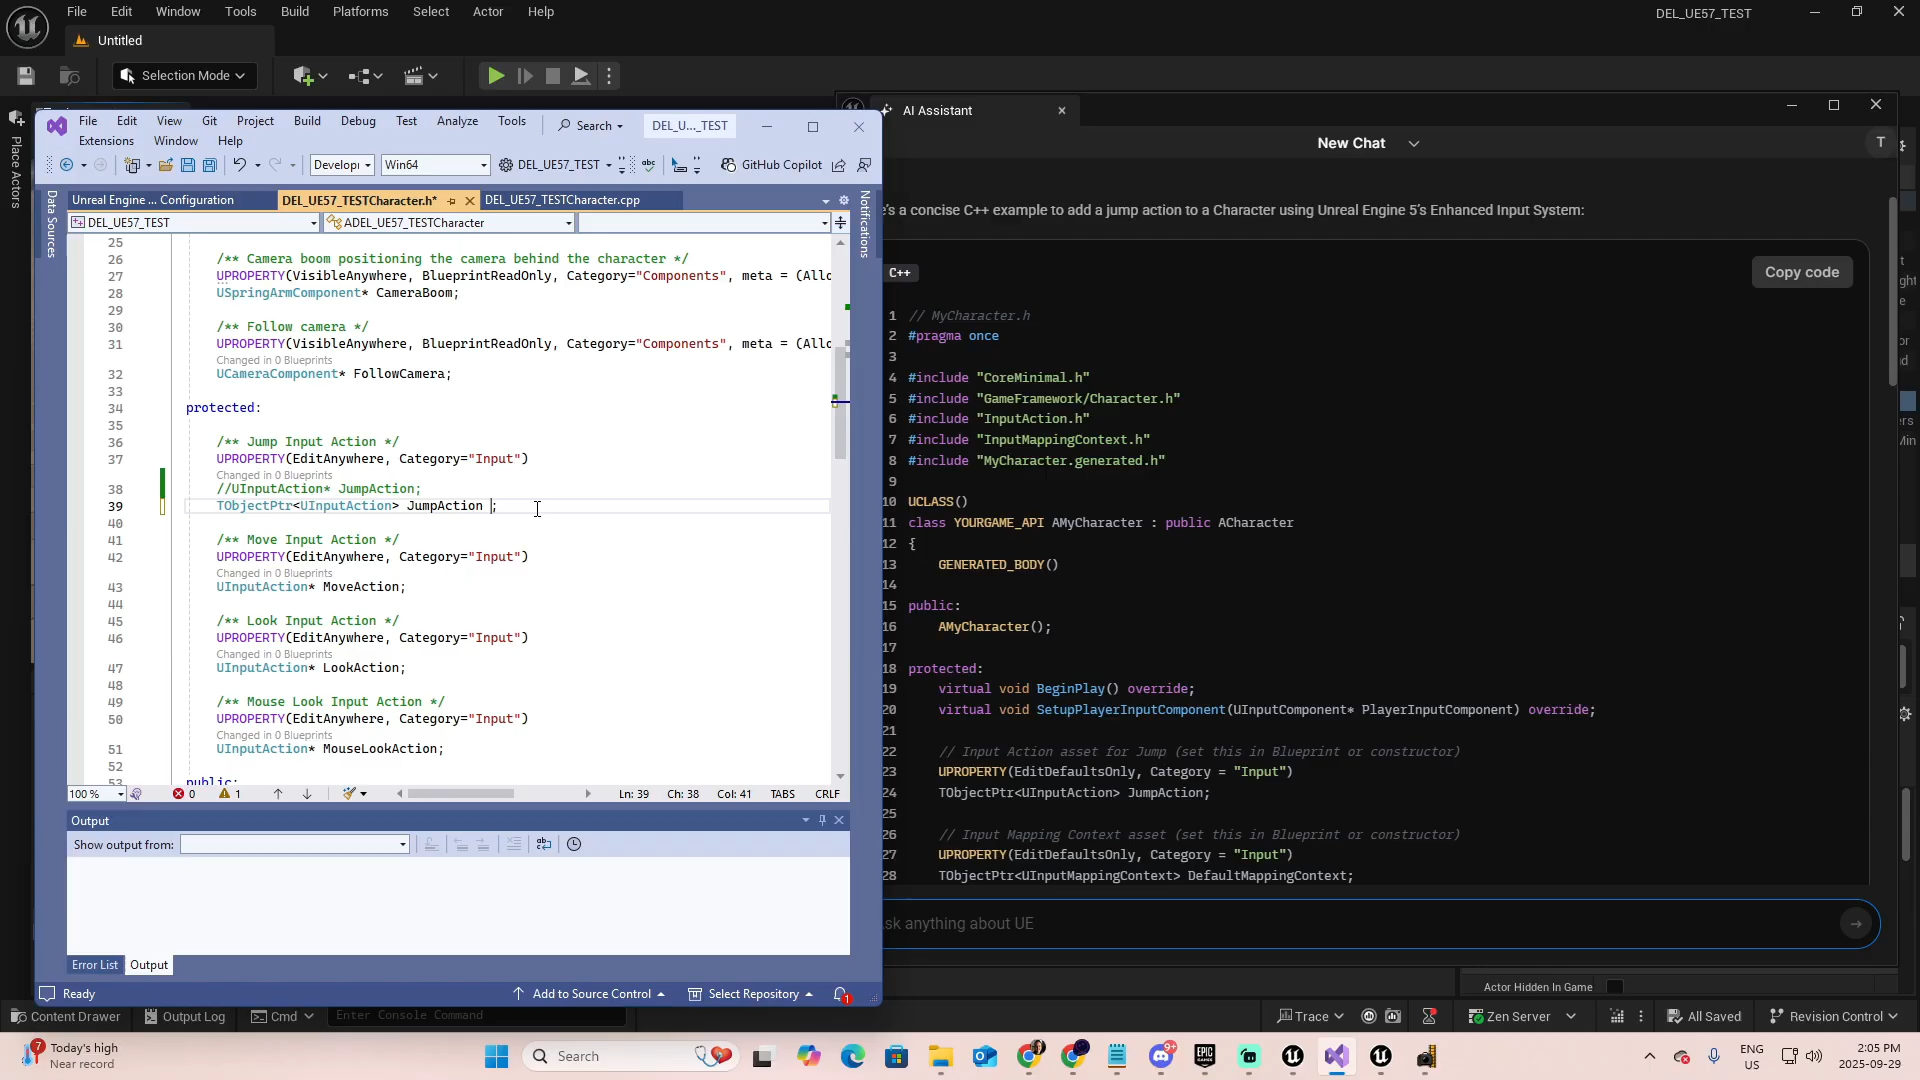 File Edit Window Tools Build Platforms Select Actor Help
DEL_UE57_TEST
Untitled
Selection Mode
Place Actors
File Edit View Git Project Build Debug Test Analyze Tools
Search
DEL_U..._TEST
Extensions Window Help
Developi
Win64
DEL_UE57_TEST
GitHub Copilot
Data Sources
Notifications
Unreal Engine ... Configuration
DEL_UE57_TESTCharacter.h*
DEL_UE57_TESTCharacter.cpp
DEL_UE57_TEST
ADEL_UE57_TESTCharacter
25
26 /** Camera boom positioning the camera behind the character */
27 UPROPERTY(VisibleAnywhere, BlueprintReadOnly, Category="Components", meta = (Allo
28 USpringArmComponent* CameraBoom;
29
30 /** Follow camera */
31 UPROPERTY(VisibleAnywhere, BlueprintReadOnly, Category="Components", meta = (Allo
Changed in 0 Blueprints
32 UCameraComponent* FollowCamera;
33
34 protected:
35
36 /** Jump Input Action */
37 UPROPERTY(EditAnywhere, Category="Input")
Changed in 0 Blueprints
38 //UInputAction* JumpAction;
39 TObjectPtr<UInputAction> JumpAction ;
40
41 /** Move Input Action */
42 UPROPERTY(EditAnywhere, Category="Input")
Changed in 0 Blueprints
43 UInputAction* MoveAction;
44
45 /** Look Input Action */
46 UPROPERTY(EditAnywhere, Category="Input")
Changed in 0 Blueprints
47 UInputAction* LookAction;
48
49 /** Mouse Look Input Action */
50 UPROPERTY(EditAnywhere, Category="Input")
Changed in 0 Blueprints
51 UInputAction* MouseLookAction;
52
53 public:
100 %
0
1
Ln: 39 Ch: 38 Col: 41 TABS CRLF
Output
Show output from:
Error List Output
Ready
Add to Source Control
Select Repository
1
AI Assistant
New Chat
T
e's a concise C++ example to add a jump action to a Character using Unreal Engine 5's Enhanced Input System:
C++
Copy code
1 // MyCharacter.h
2 #pragma once
3
4 #include "CoreMinimal.h"
5 #include "GameFramework/Character.h"
6 #include "InputAction.h"
7 #include "InputMappingContext.h"
8 #include "MyCharacter.generated.h"
9
10 UCLASS()
11 class YOURGAME_API AMyCharacter : public ACharacter
12 {
13 GENERATED_BODY()
14
15 public:
16 AMyCharacter();
17
18 protected:
19 virtual void BeginPlay() override;
20 virtual void SetupPlayerInputComponent(UInputComponent* PlayerInputComponent) override;
21
22 // Input Action asset for Jump (set this in Blueprint or constructor)
23 UPROPERTY(EditDefaultsOnly, Category = "Input")
24 TObjectPtr<UInputAction> JumpAction;
25
26 // Input Mapping Context asset (set this in Blueprint or constructor)
27 UPROPERTY(EditDefaultsOnly, Category = "Input")
28 TObjectPtr<UInputMappingContext> DefaultMappingContext;
sk anything about UE
Actor Hidden In Game
Content Drawer
Output Log
Cmd
Enter Console Command
Trace
Zen Server
All Saved
Revision Control
7
Today's high
Near record
Search
9+
ENG
US
2:05 PM
2025-09-29